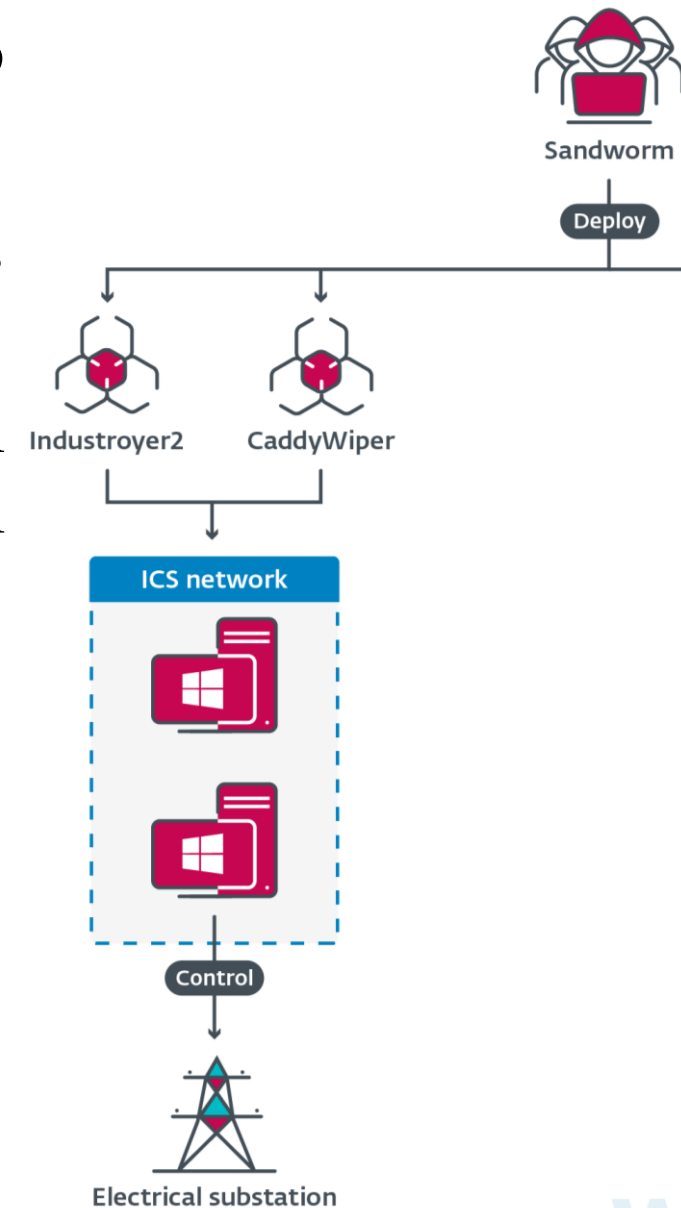 Sandworm
Deploy
Industroyer2 CaddyWiper
ICS network
Control
Electrical substation